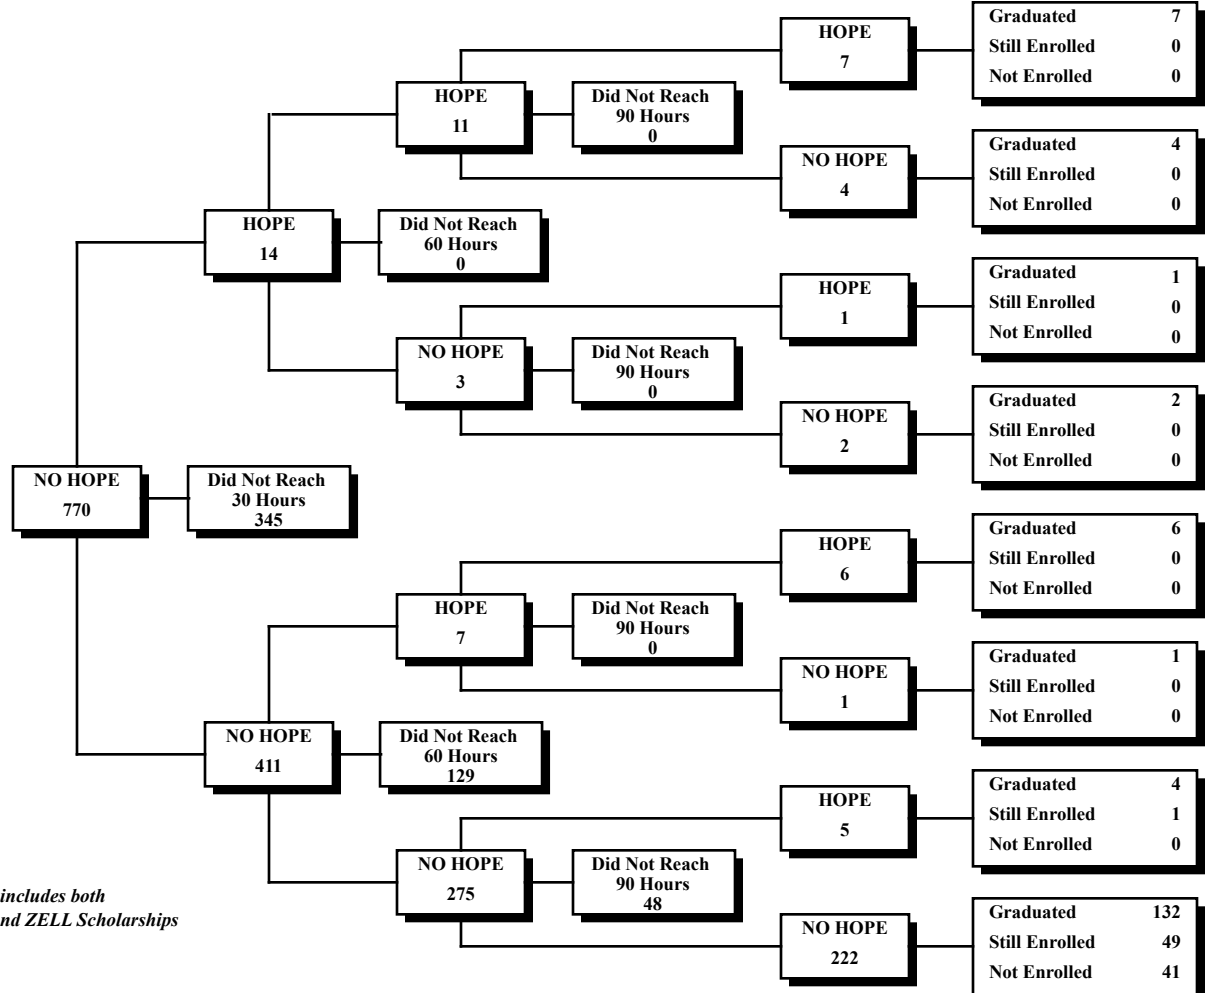 HOPE
7
Graduated 7
Still Enrolled 0
Not Enrolled 0
HOPE
11
Did Not Reach
90 Hours
0
NO HOPE
4
Graduated 4
Still Enrolled 0
Not Enrolled 0
HOPE
14
Did Not Reach
60 Hours
0
HOPE
1
Graduated 1
Still Enrolled 0
Not Enrolled 0
NO HOPE
3
Did Not Reach
90 Hours
0
NO HOPE
2
Graduated 2
Still Enrolled 0
Not Enrolled 0
NO HOPE
770
Did Not Reach
30 Hours
345
HOPE
6
Graduated 6
Still Enrolled 0
Not Enrolled 0
HOPE
7
Did Not Reach
90 Hours
0
NO HOPE
1
Graduated 1
Still Enrolled 0
Not Enrolled 0
NO HOPE
411
Did Not Reach
60 Hours
129
HOPE
5
Graduated 4
Still Enrolled 1
Not Enrolled 0
NO HOPE
275
Did Not Reach
90 Hours
48
NO HOPE
222
Graduated 132
Still Enrolled 49
Not Enrolled 41
includes both
nd ZELL Scholarships